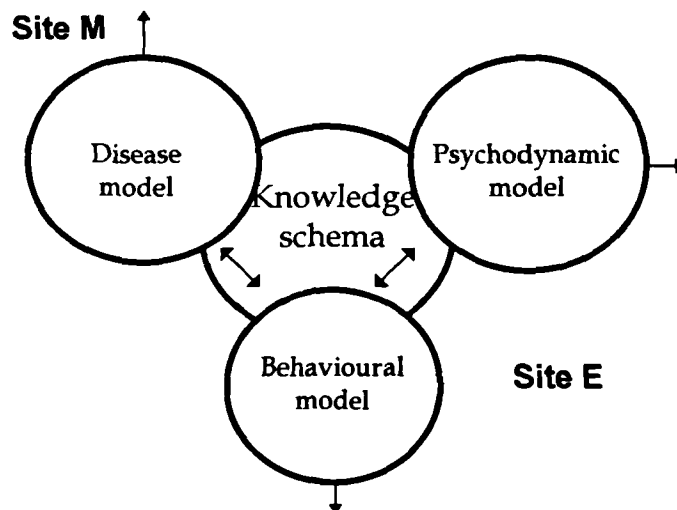 Site M
Disease
model
Psychodynamic
model
Knowledge
schema
Behavioural
model
Site E